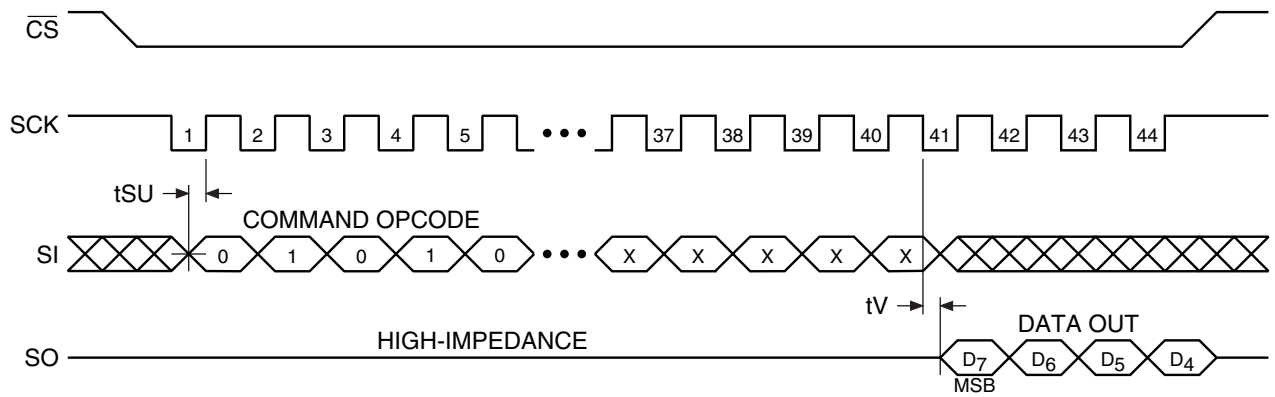 CS
SCK 1 2 3 4 5 ••• 37 38 39 40 41 42 43 44
tSU
COMMAND OPCODE
SI 0 1 0 1 0 ••• X X X X X
tV
HIGH-IMPEDANCE DATA OUT
SO D7 D6 D5 D4
MSB